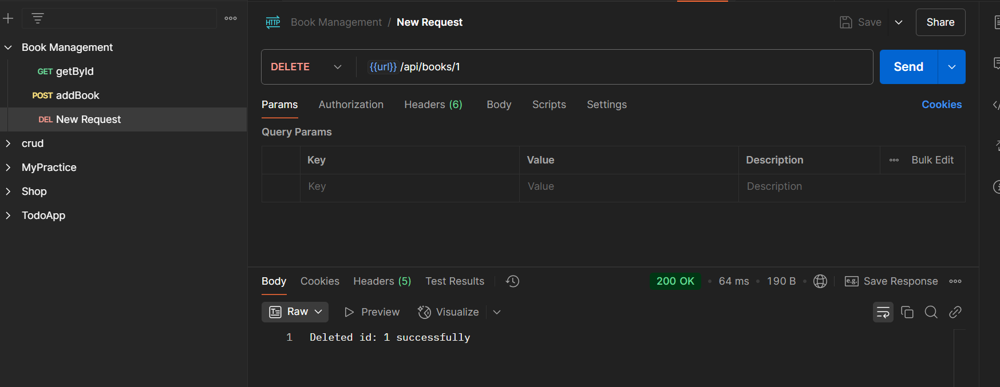 Book Management
GET getById
POST addBook
DEL New Request
crud
MyPractice
Shop
TodoApp
HTTP Book Management / New Request Save Share
DELETE {{url}}/api/books/1 Send
Params Authorization Headers (6) Body Scripts Settings Cookies
Query Params
Key Value Description Bulk Edit
Key Value Description
Body Cookies Headers (5) Test Results 200 OK • 64 ms • 190 B • e.g. Save Response
Raw Preview Visualize
1 Deleted id: 1 successfully